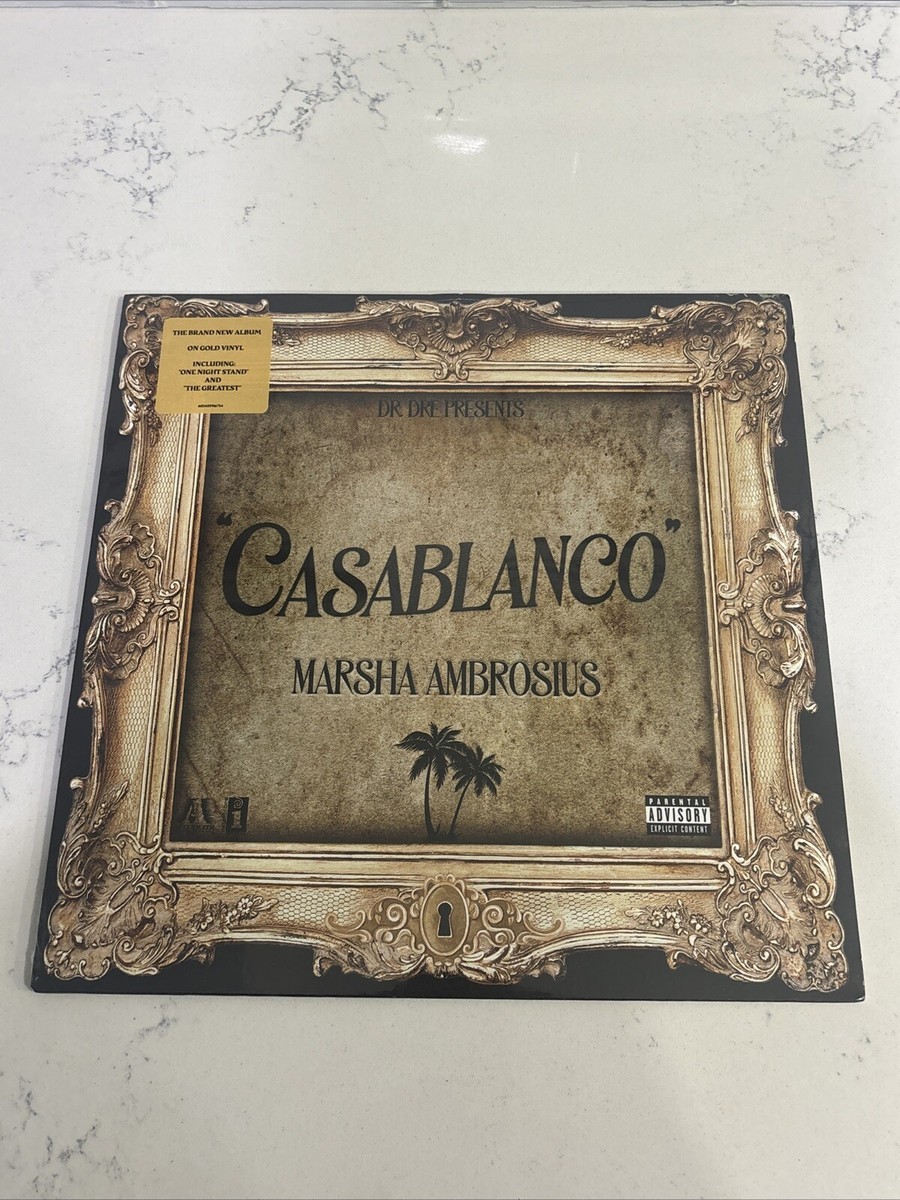 THE BRAND NEW ALBUM
ON GOLD VINYL
INCLUDING:
'ONE NIGHT STAND'
AND
"THE GREATEST"
DR. DRE PRESENTS
"CASABLANCO"
MARSHA AMBROSIUS
PARENTAL
ADVISORY
EXPLICIT CONTENT